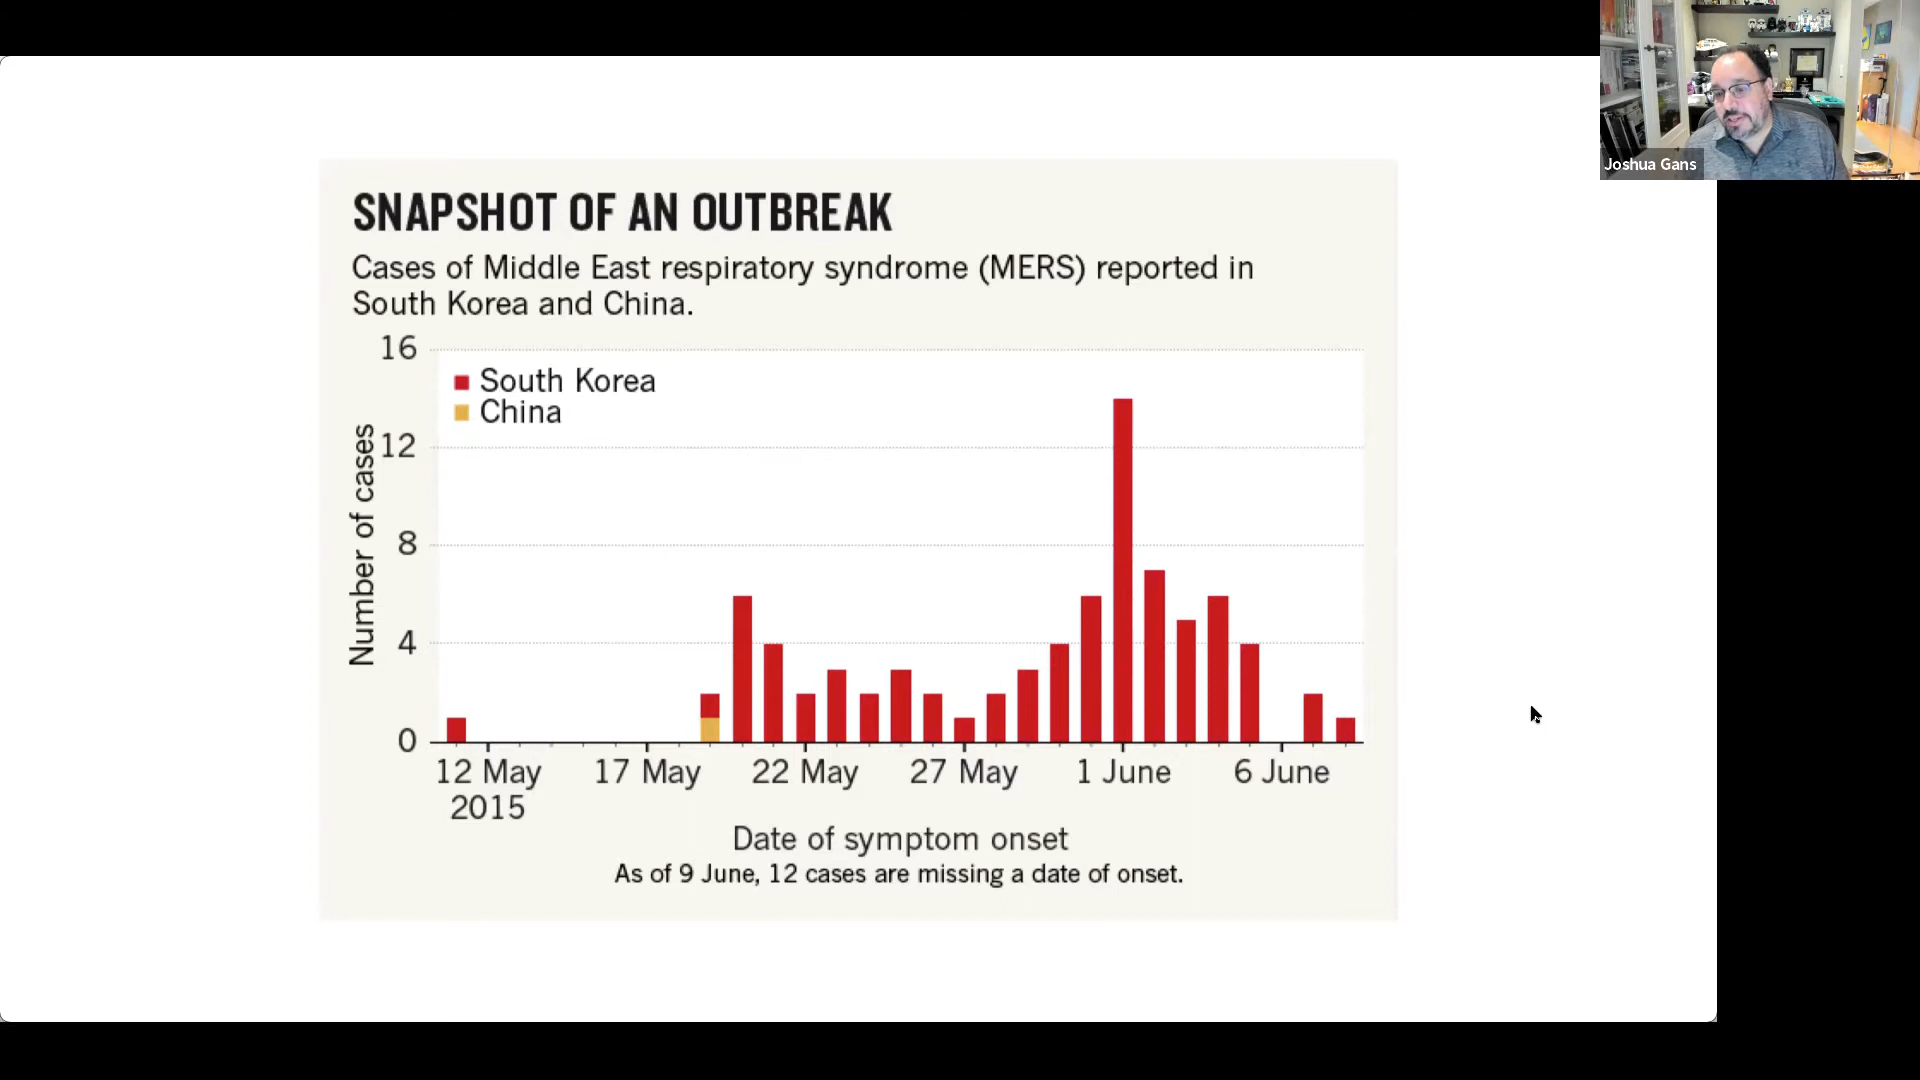 Joshua Gans
SNAPSHOT OF AN OUTBREAK
Cases of Middle East respiratory syndrome (MERS) reported in
South Korea and China.
16
12
8
4
0
Number of cases
South Korea
China
12 May 17 May 22 May 27 May 1 June 6 June
2015
Date of symptom onset
As of 9 June, 12 cases are missing a date of onset.